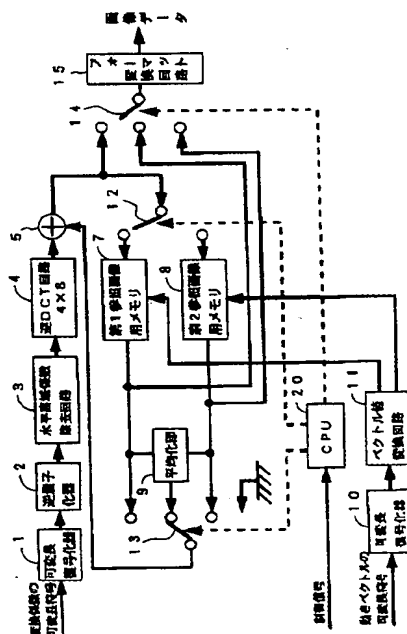 変換係数の
可変長符号
1
可変長
復号化器
2
逆量子
化器
3
水平高域係数
除去回路
4
逆DCT回路
4×8
5
12
7
第1参照画像
用メモリ
8
第2参照画像
用メモリ
9
平均化部
13
14
15
フォーマット
変換回路
画像
データ
制御信号
20
CPU
動きベクトルの
可変長符号
10
可変長
復号化器
11
ベクトル値
変換回路